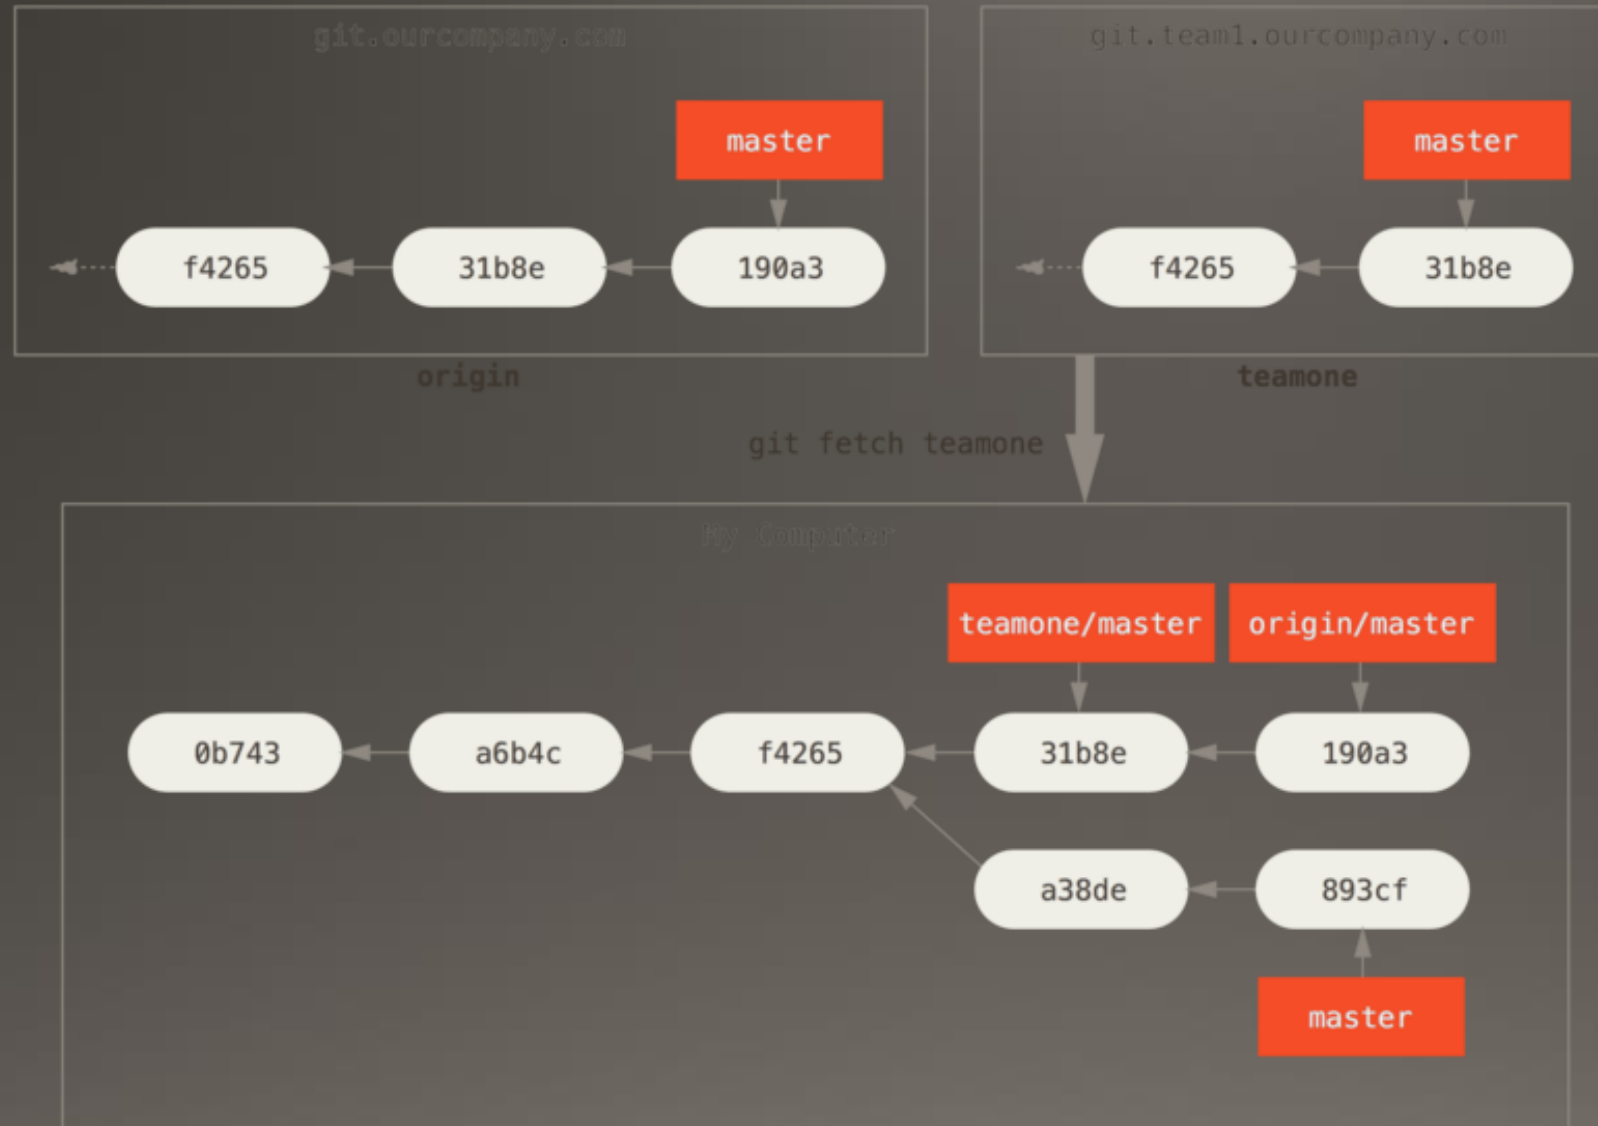 git.ourcompany.com
git.team1.ourcompany.com
master
master
f4265
31b8e
190a3
f4265
31b8e
origin
teamone
git fetch teamone
My Computer
teamone/master
origin/master
0b743
a6b4c
f4265
31b8e
190a3
a38de
893cf
master